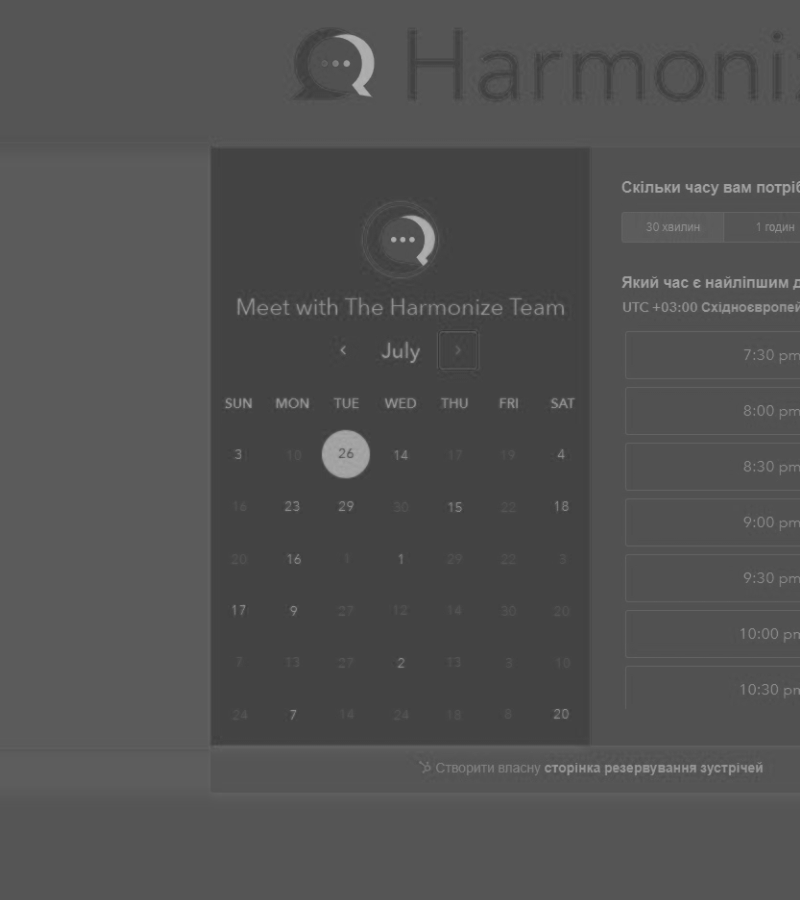 Harmoniz
Meet with The Harmonize Team
July
SUN MON TUE WED THU FRI SAT
3 10 26 14 17 19 4
16 23 29 30 15 22 18
20 16 1 1 29 22 3
17 9 27 12 14 30 20
7 13 27 2 13 3 10
24 7 14 24 18 8 20
Скільки часу вам потріб
30 хвилин 1 годин
Який час є найліпшим д
UTC +03:00 Східноєвропей
7:30 pm
8:00 pm
8:30 pm
9:00 pm
9:30 pm
10:00 pm
10:30 pm
Створити власну сторінка резервування зустрічей